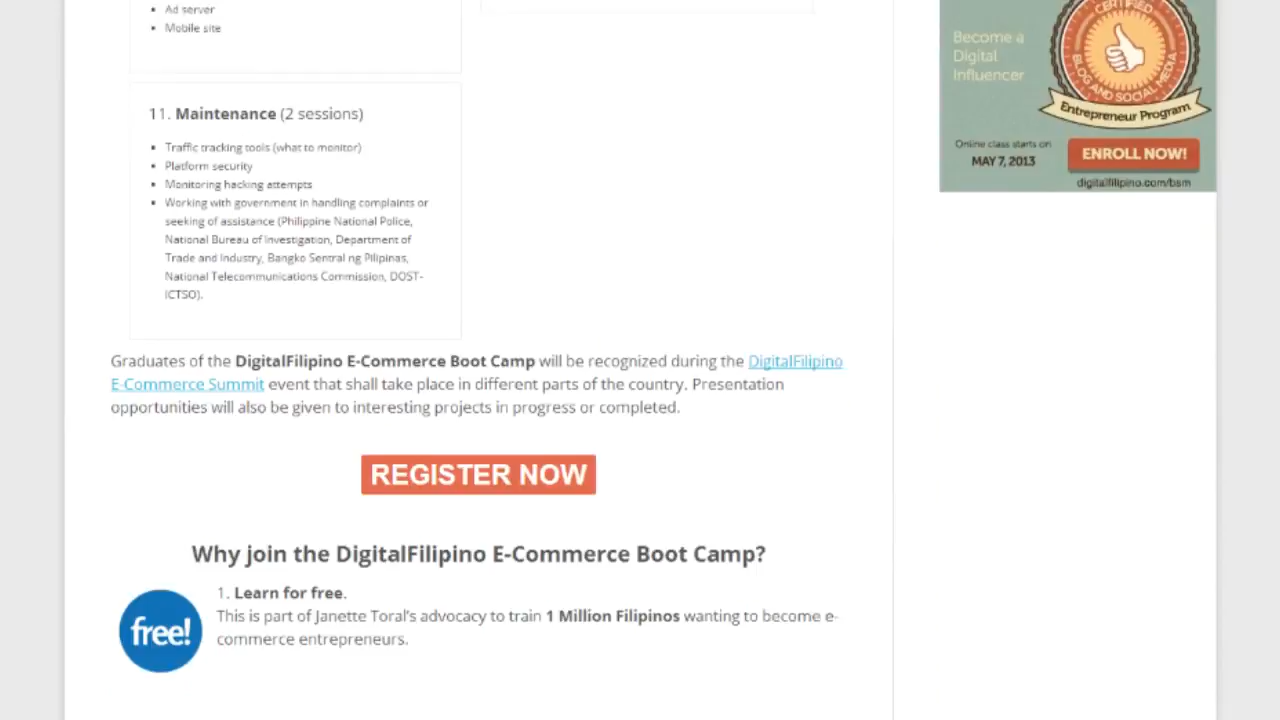 Ad server
Mobile site
11. Maintenance (2 sessions)
Traffic tracking tools (what to monitor)
Platform security
Monitoring hacking attempts
Working with government in handling complaints or
seeking of assistance (Philippine National Police,
National Bureau of Investigation, Department of
Trade and Industry, Bangko Sentral ng Pilipinas,
National Telecommunications Commission, DOST-
ICTSO).
Graduates of the DigitalFilipino E-Commerce Boot Camp will be recognized during the DigitalFilipino
E-Commerce Summit event that shall take place in different parts of the country. Presentation
opportunities will also be given to interesting projects in progress or completed.
REGISTER NOW
Why join the DigitalFilipino E-Commerce Boot Camp?
free!
1. Learn for free.
This is part of Janette Toral's advocacy to train 1 Million Filipinos wanting to become e-
commerce entrepreneurs.
Become a
Digital
Influencer
CERTIFIED
BLOG AND SOCIAL MEDIA
Entrepreneur Program
Online class starts on
MAY 7, 2013
ENROLL NOW!
digitalfilipino.com/bsm